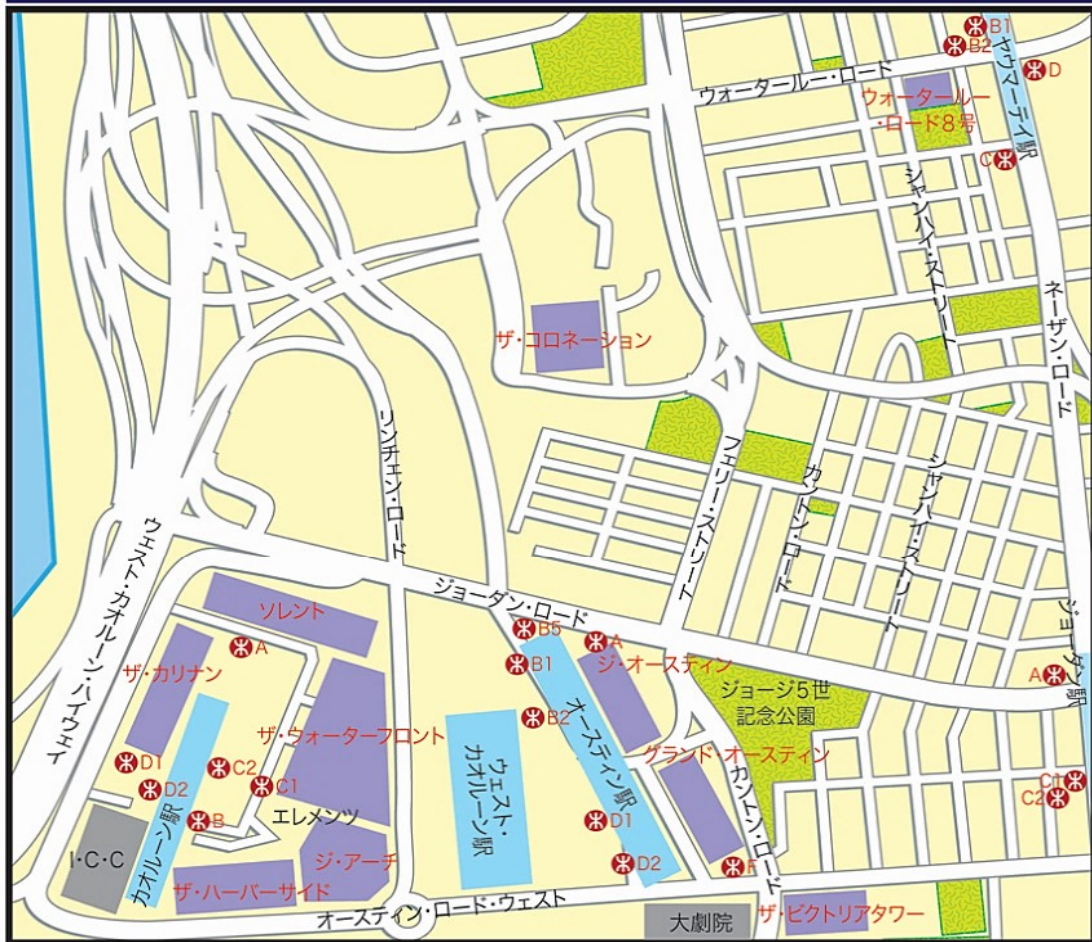 B1
B2
ヤウマーテイ駅
D
ウォータールー・ロード
ウォータールー
・ロード8号
C
シャンハイ・ストリート
ネーザン・ロード
ザ・コロネーション
リンチェン・ロード
フェリー・ストリート
カントン・ロード
シャンハイ・ストリート
ウェスト・カオルーン・ハイウェイ
ジョーダン・ロード
ジョーダン駅
ソレント
A
ザ・カリナン
B5
A
B1
ジ・オースティン
ジョージ5世
記念公園
A
B2
オースティン駅
ザ・ウォーターフロント
ウェスト・
カオルーン駅
グランド・オースティン
カントン・ロード
D1
D2
C2
C1
C1
C2
カオルーン駅
B
エレメンツ
D1
I・C・C
ジ・アーチ
D2
F
ザ・ハーバーサイド
オースティン・ロード・ウェスト
大劇院
ザ・ビクトリアタワー